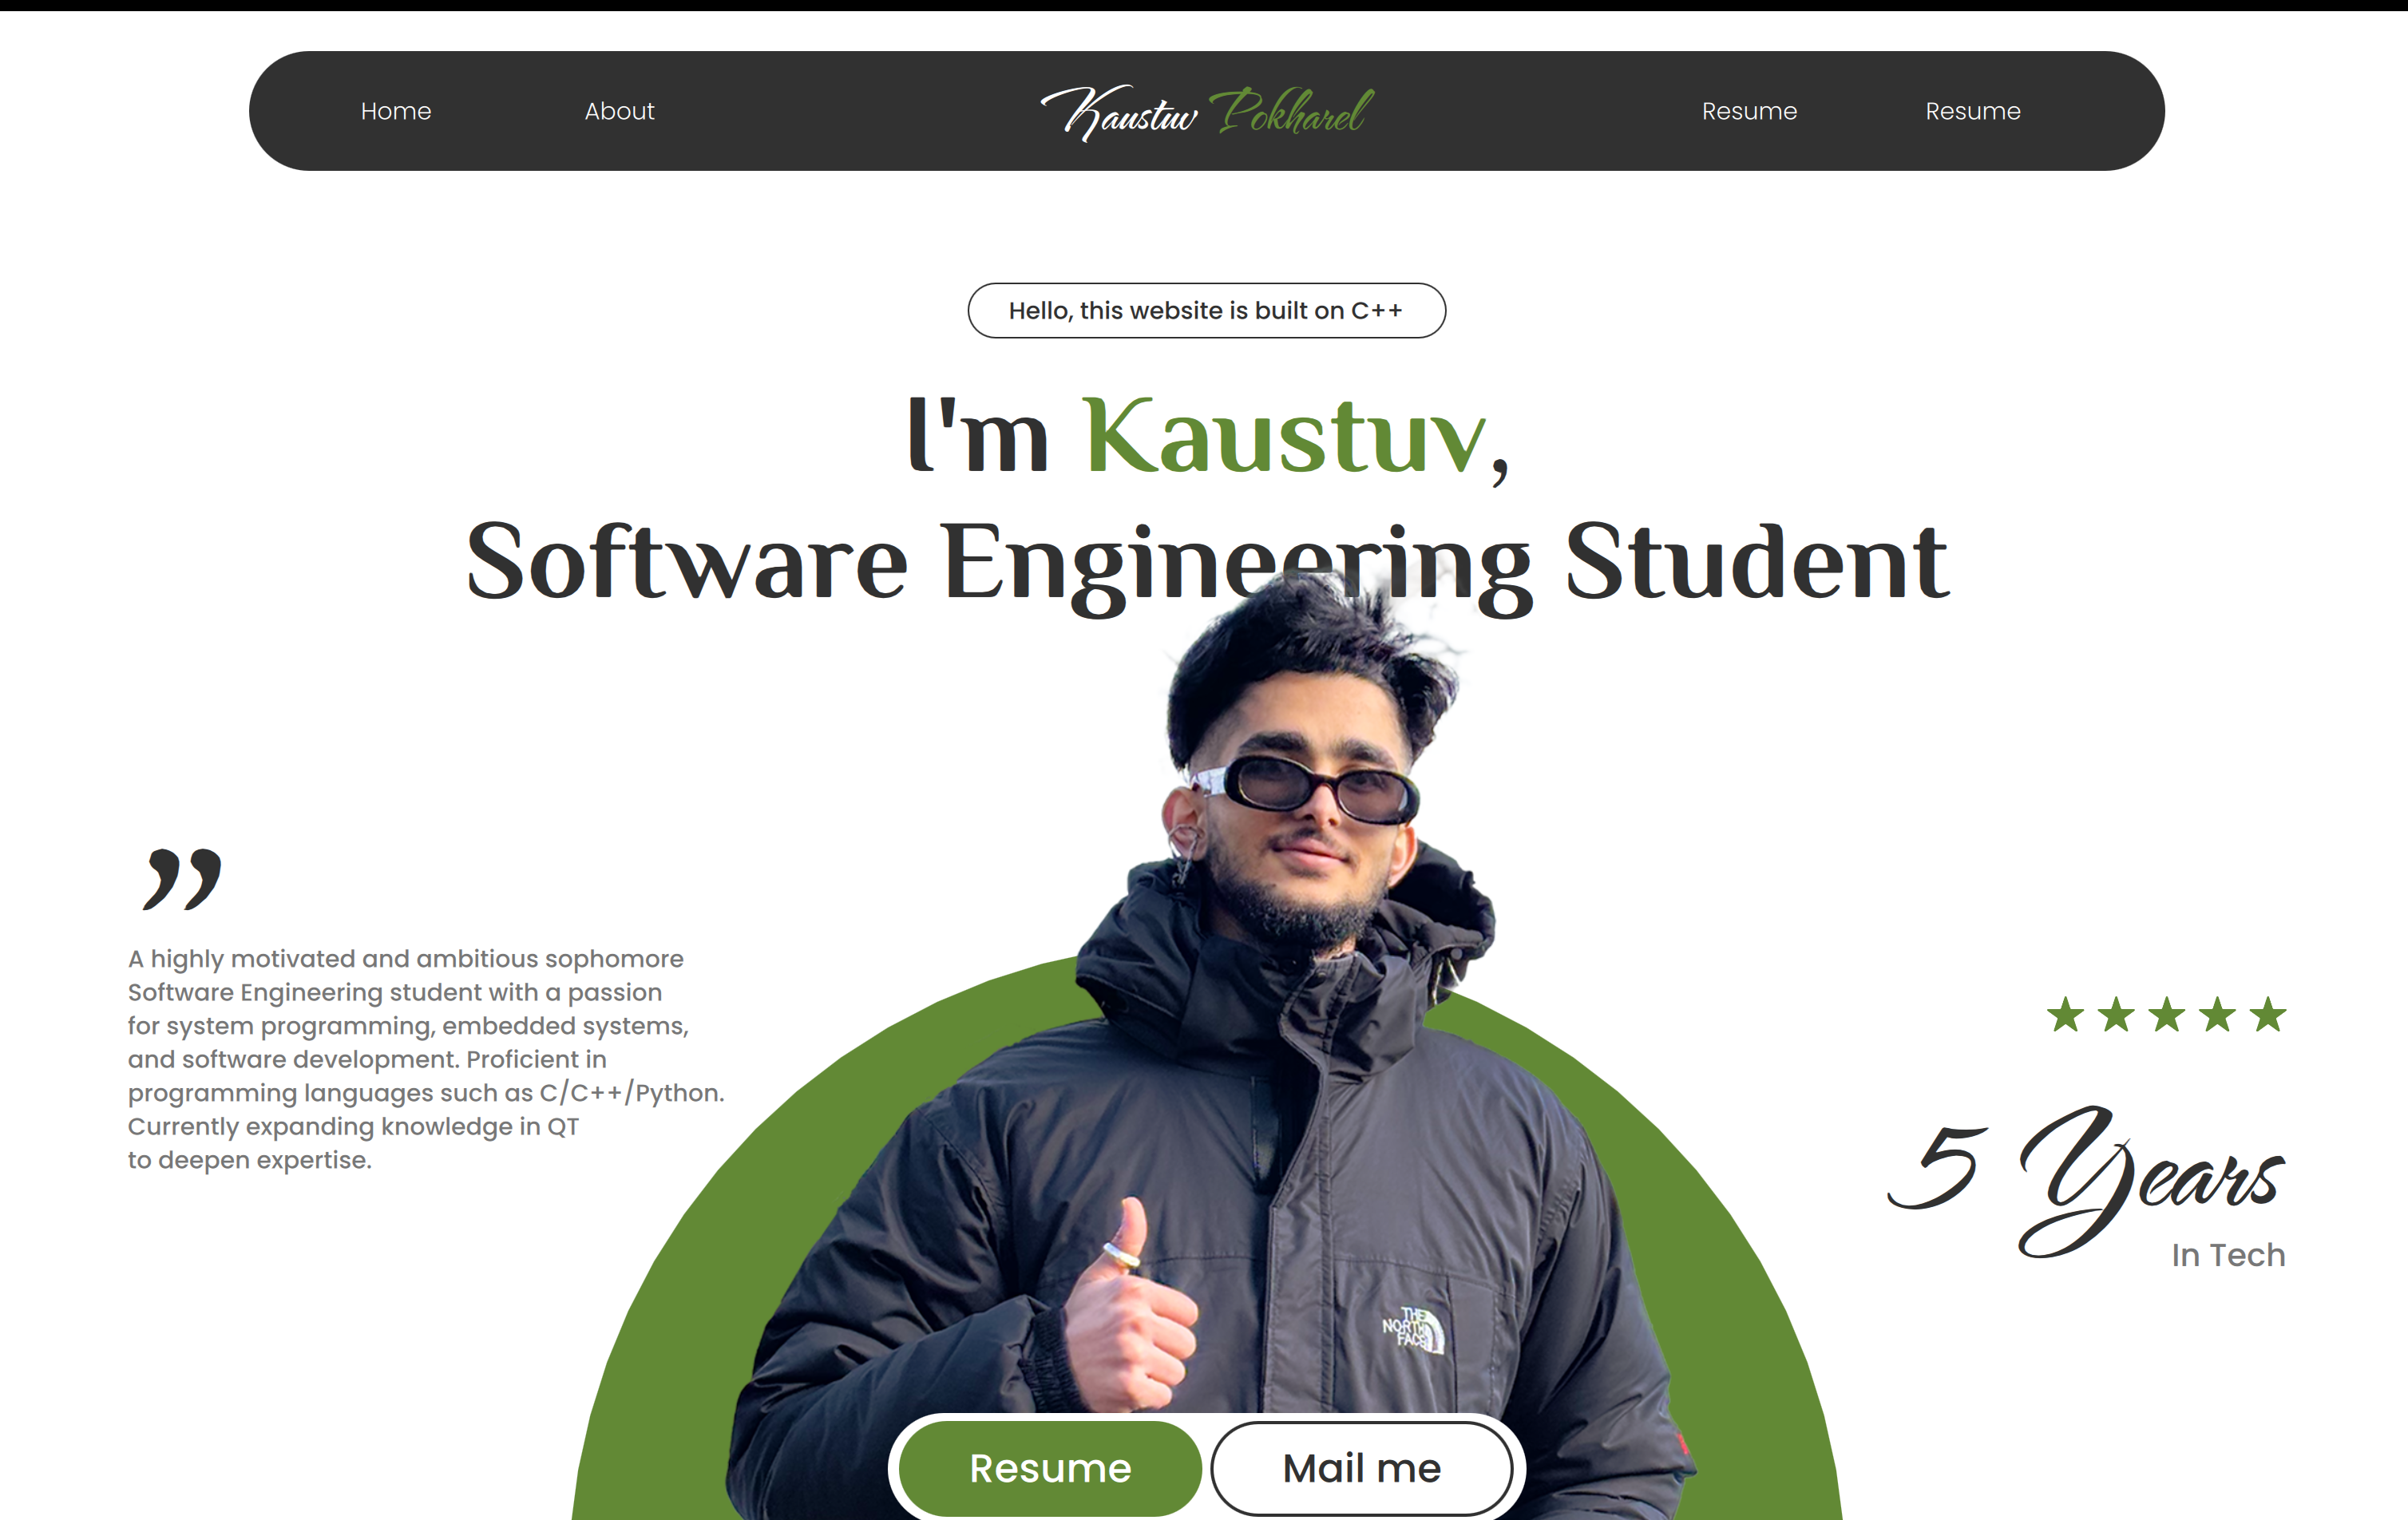 Home About Kaustuv Pokharel Resume Resume
Hello, this website is built on C++
I'm Kaustuv,
Software Engineering Student
”
A highly motivated and ambitious sophomore
Software Engineering student with a passion
for system programming, embedded systems,
and software development. Proficient in
programming languages such as C/C++/Python.
Currently expanding knowledge in QT
to deepen expertise.
5 Years
In Tech
THE
NORTH
FACE
Resume Mail me